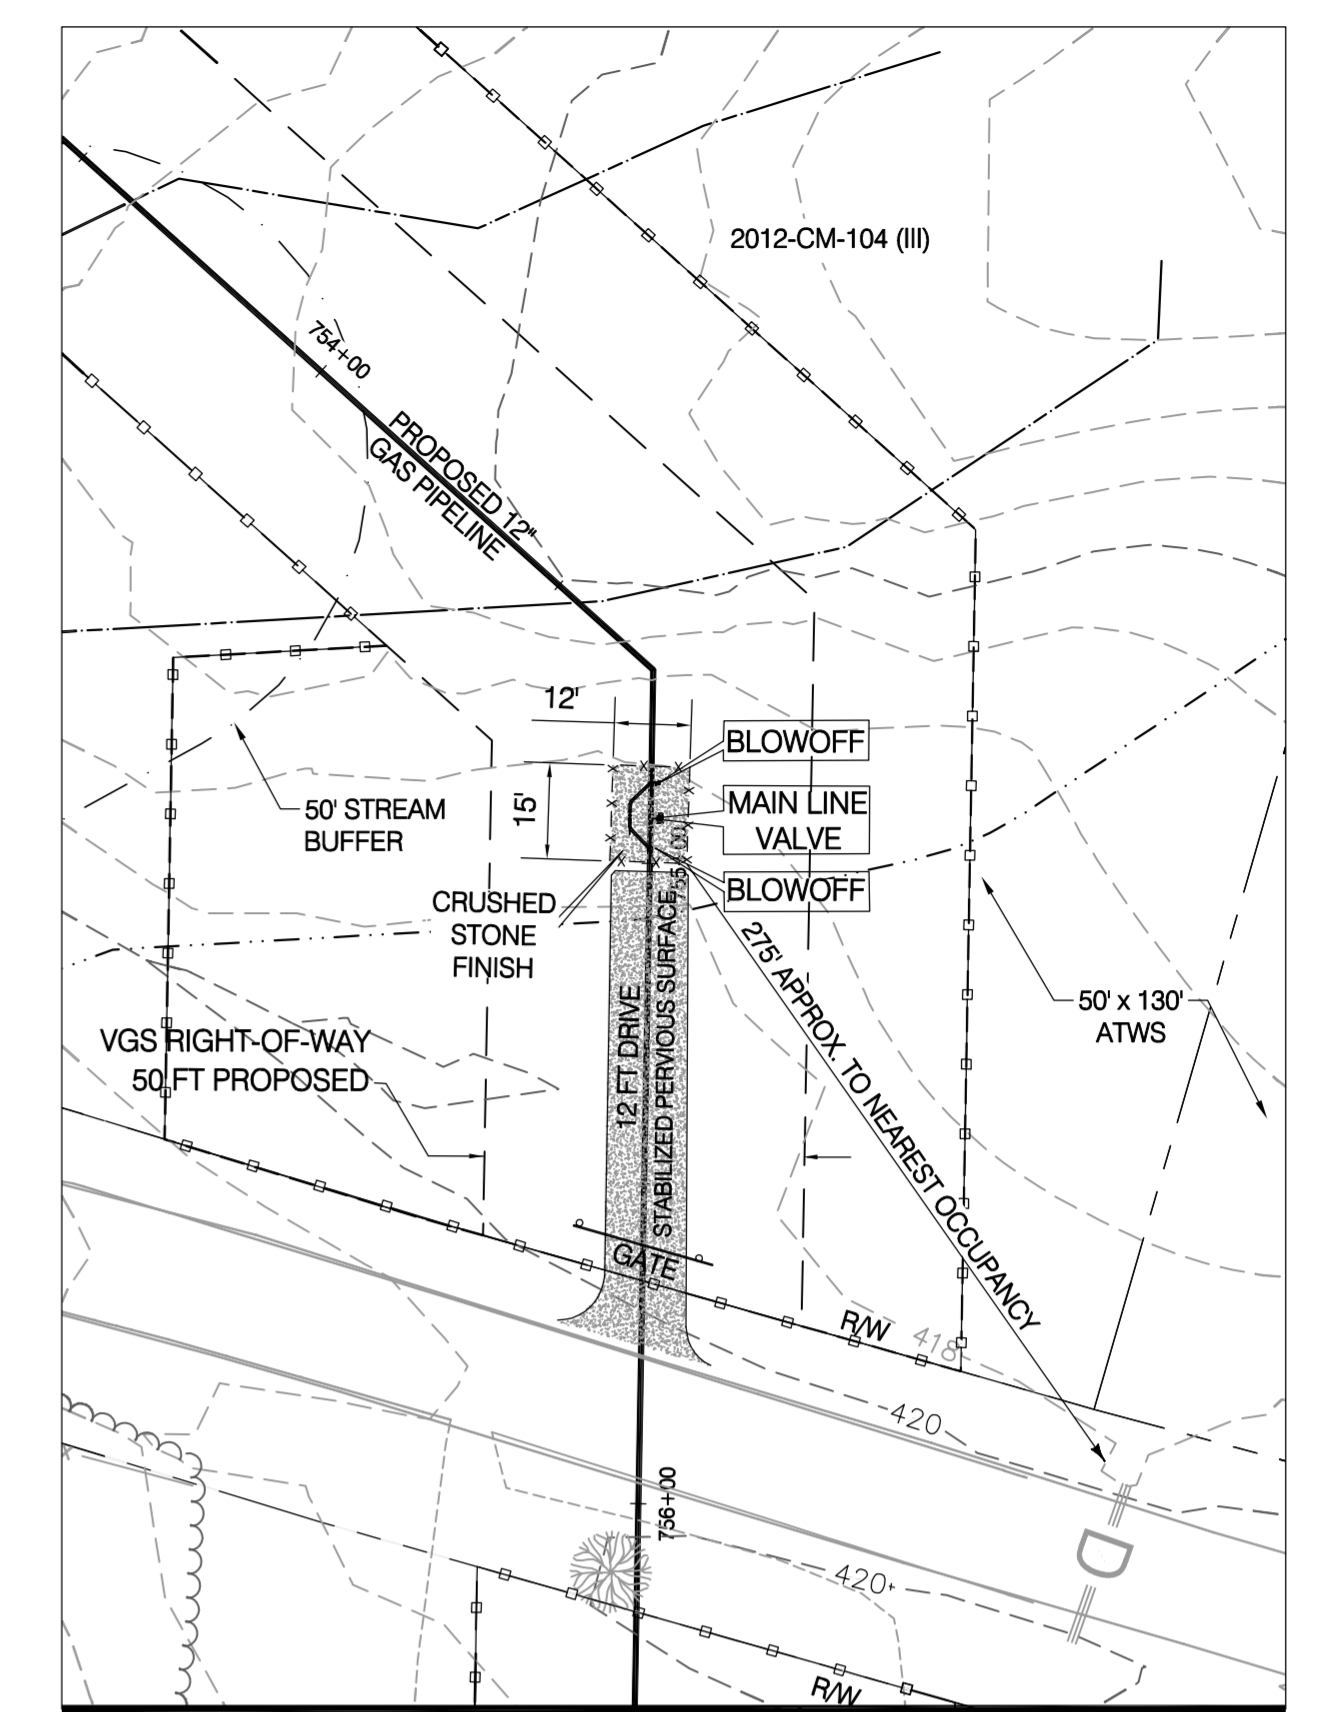 2012-CM-104 (III)
754+00
PROPOSED 12"
GAS PIPELINE
12'
BLOWOFF
15'
MAIN LINE
VALVE
50' STREAM
BUFFER
BLOWOFF
CRUSHED
STONE
FINISH
275' APPROX. TO NEAREST OCCUPANCY
50' x 130'
ATWS
VGS RIGHT-OF-WAY
50 FT PROPOSED
12 FT DRIVE
STABILIZED PERVIOUS SURFACE
GATE
R/W
418
420
756+00
D
420
R/W